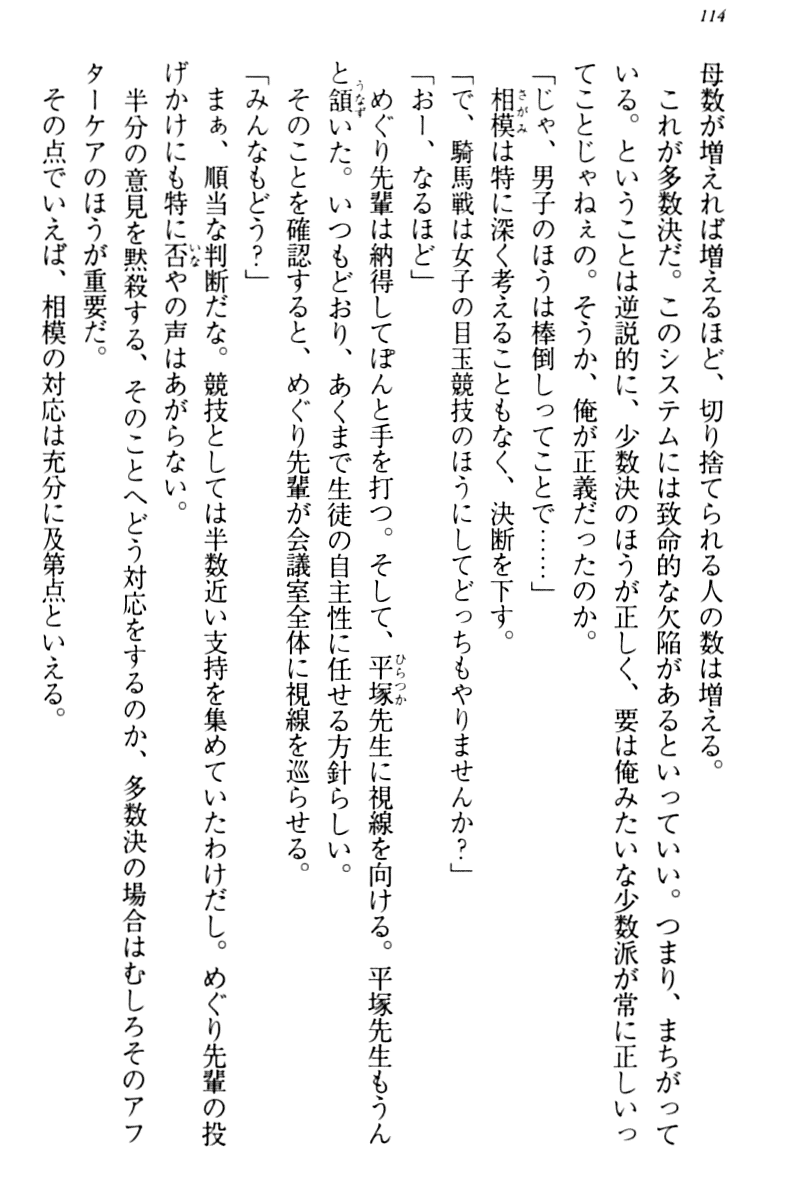 114
母数が増えれば増えるほど、切り捨てられる人の数は増える。
これが多数決だ。このシステムには致命的な欠陥があるといっていい。つまり、まちがって
いる。ということは逆説的に、少数決のほうが正しく、要は俺みたいな少数派が常に正しいっ
てことじゃねぇの。そうか、俺が正義だったのか。
「じゃ、男子のほうは棒倒しってことで……」
相模は特に深く考えることもなく、決断を下す。
「で、騎馬戦は女子の目玉競技のほうにしてどっちもやりませんか？」
「おー、なるほど」
めぐり先輩は納得してぽんと手を打つ。そして、平塚先生に視線を向ける。平塚先生もうん
と頷いた。いつもどおり、あくまで生徒の自主性に任せる方針らしい。
そのことを確認すると、めぐり先輩が会議室全体に視線を巡らせる。
「みんなもどう？」
まぁ、順当な判断だな。競技としては半数近い支持を集めていたわけだし。めぐり先輩の投
げかけにも特に否やの声はあがらない。
半分の意見を黙殺する、そのことへどう対応をするのか、多数決の場合はむしろそのアフ
ターケアのほうが重要だ。
その点でいえば、相模の対応は充分に及第点といえる。